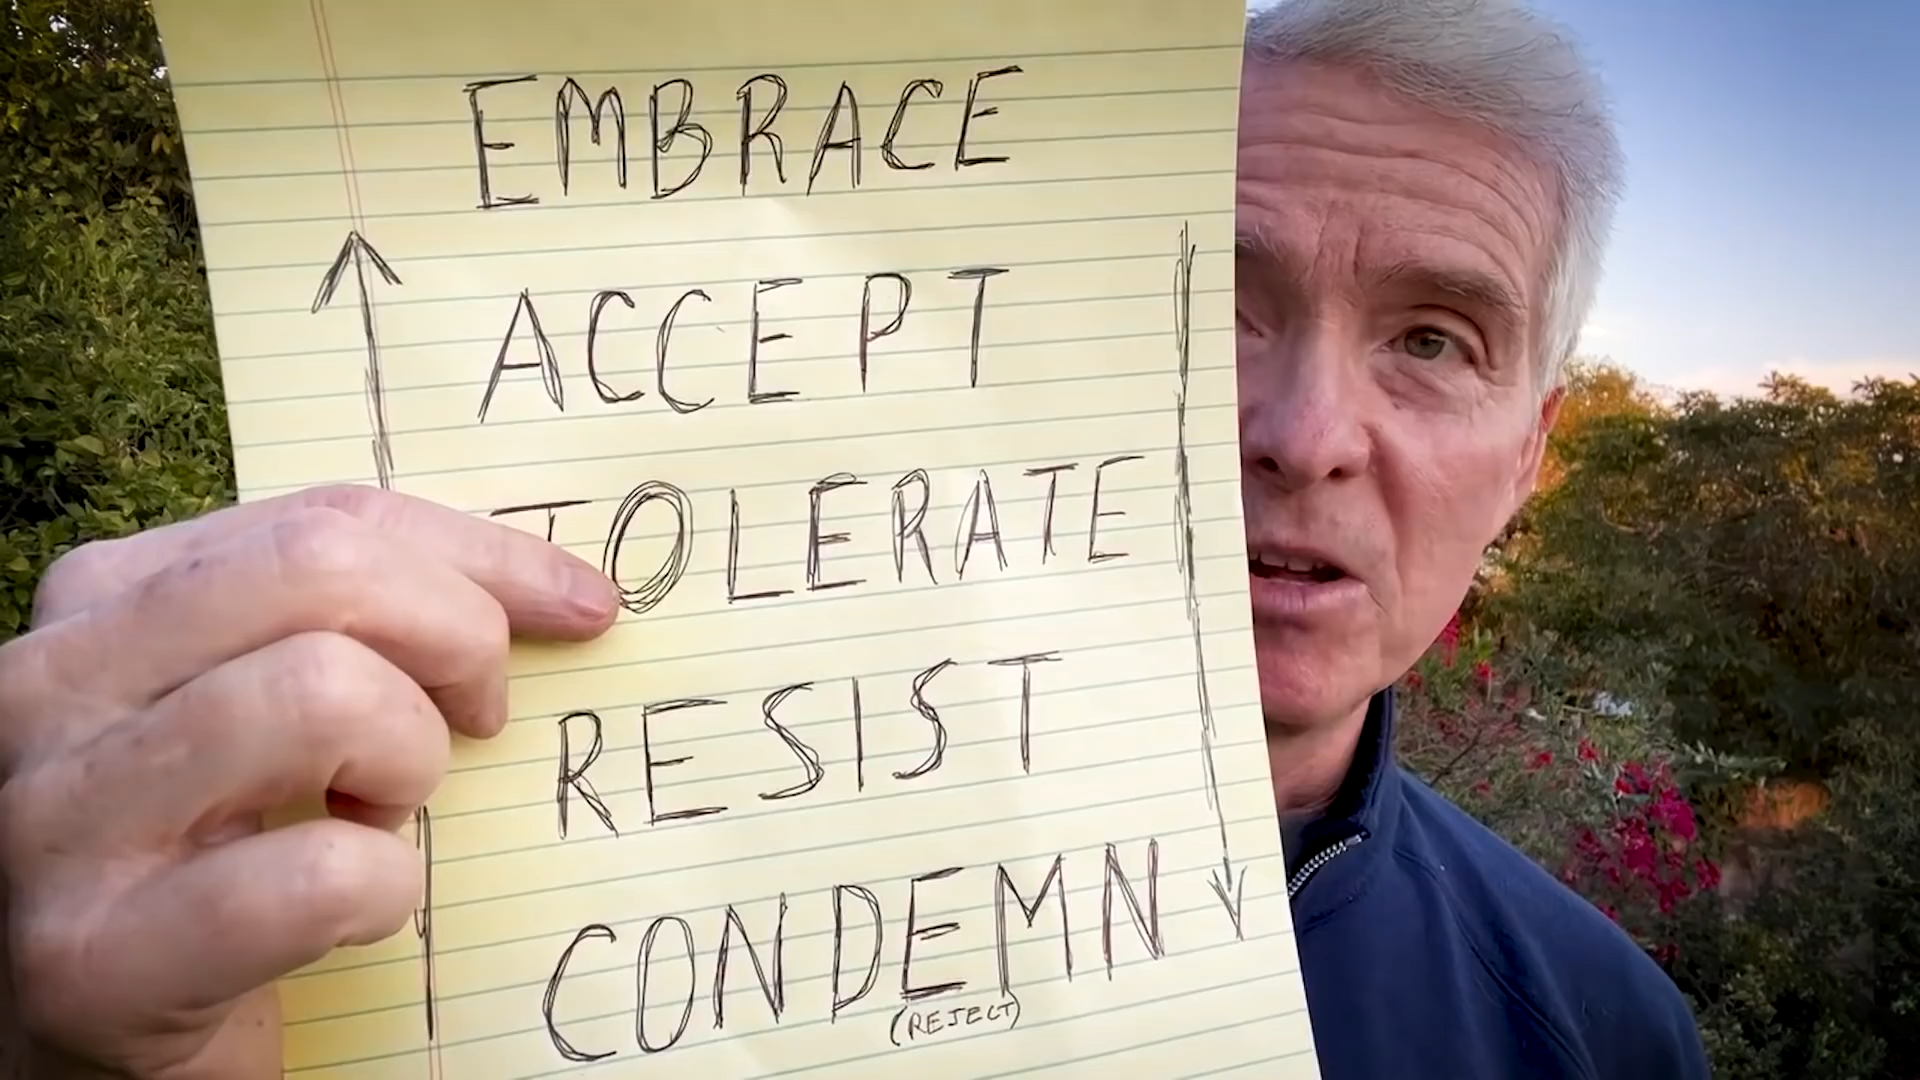 EMBRACE
ACCEPT
TOLERATE
RESIST
CONDEMN
(REJECT)